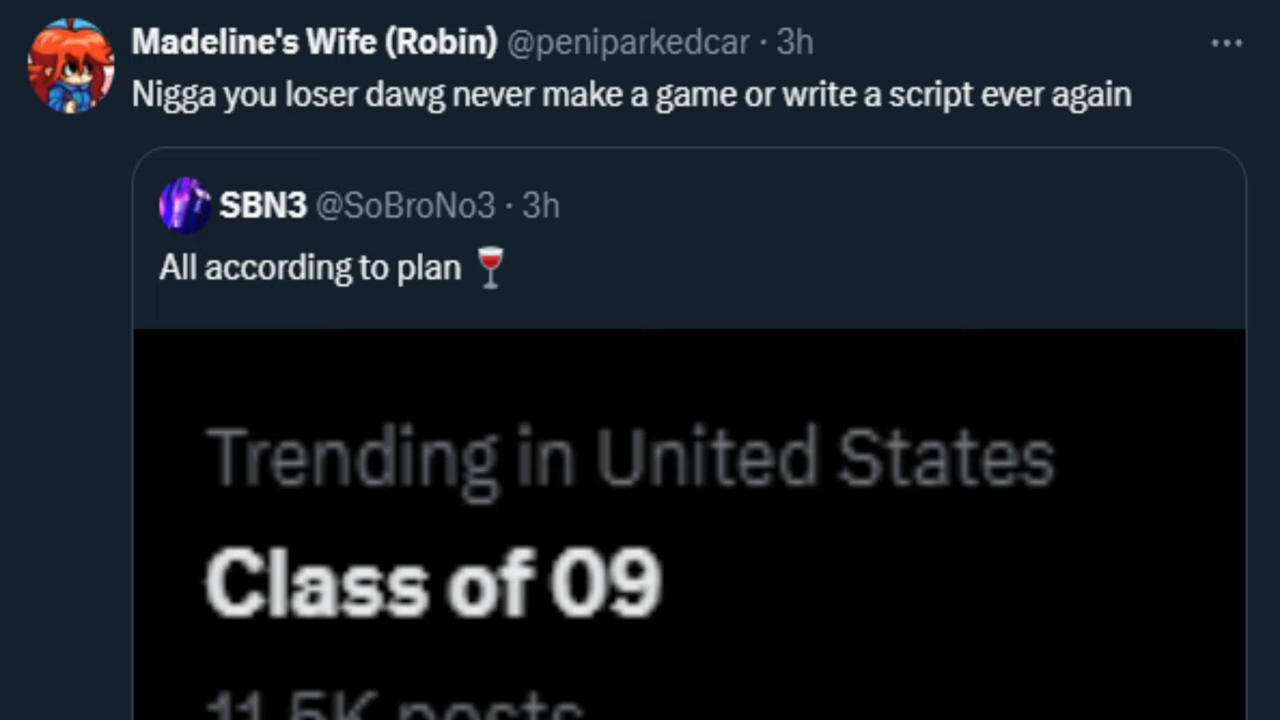 Madeline's Wife (Robin) @peniparkedcar · 3h
Nigga you loser dawg never make a game or write a script ever again
SBN3 @SoBroNo3 · 3h
All according to plan 🍷
Trending in United States
Class of 09
11.5K posts